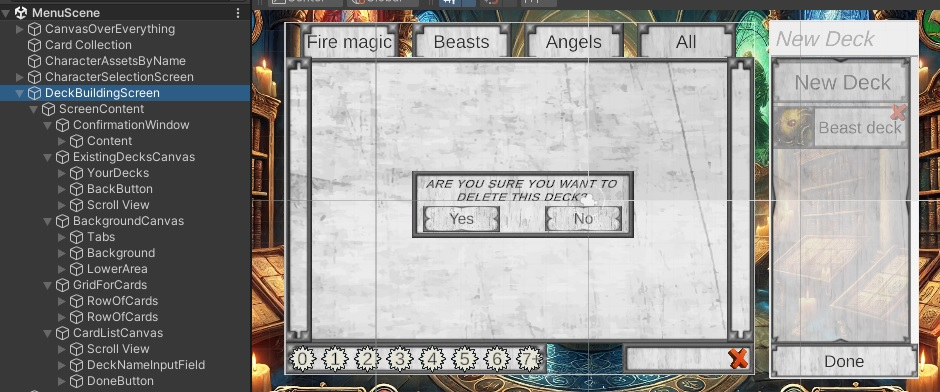 MenuScene
CanvasOverEverything
Card Collection
CharacterAssetsByName
CharacterSelectionScreen
DeckBuildingScreen
ScreenContent
ConfirmationWindow
Content
ExistingDecksCanvas
YourDecks
BackButton
Scroll View
BackgroundCanvas
Tabs
Background
LowerArea
GridForCards
RowOfCards
RowOfCards
CardListCanvas
Scroll View
DeckNameInputField
DoneButton
Fire magic
Beasts
Angels
All
ARE YOU SURE YOU WANT TO
DELETE THIS DECK?
Yes
No
0 1 2 3 4 5 6 7
New Deck
New Deck
Beast deck
Done